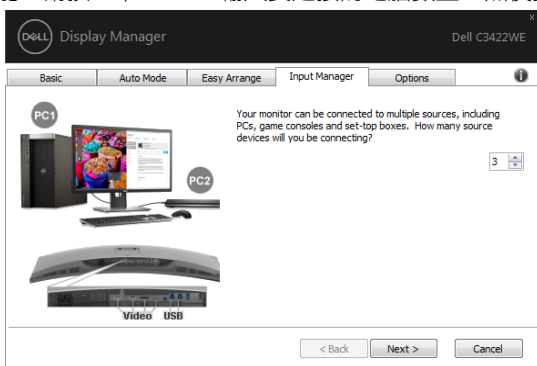 DELL Display Manager
Dell C3422WE
Basic
Auto Mode
Easy Arrange
Input Manager
Options
PC1
PC2
Video USB
Your monitor can be connected to multiple sources, including
PCs, game consoles and set-top boxes. How many source
devices will you be connecting?
3
< Back
Next >
Cancel